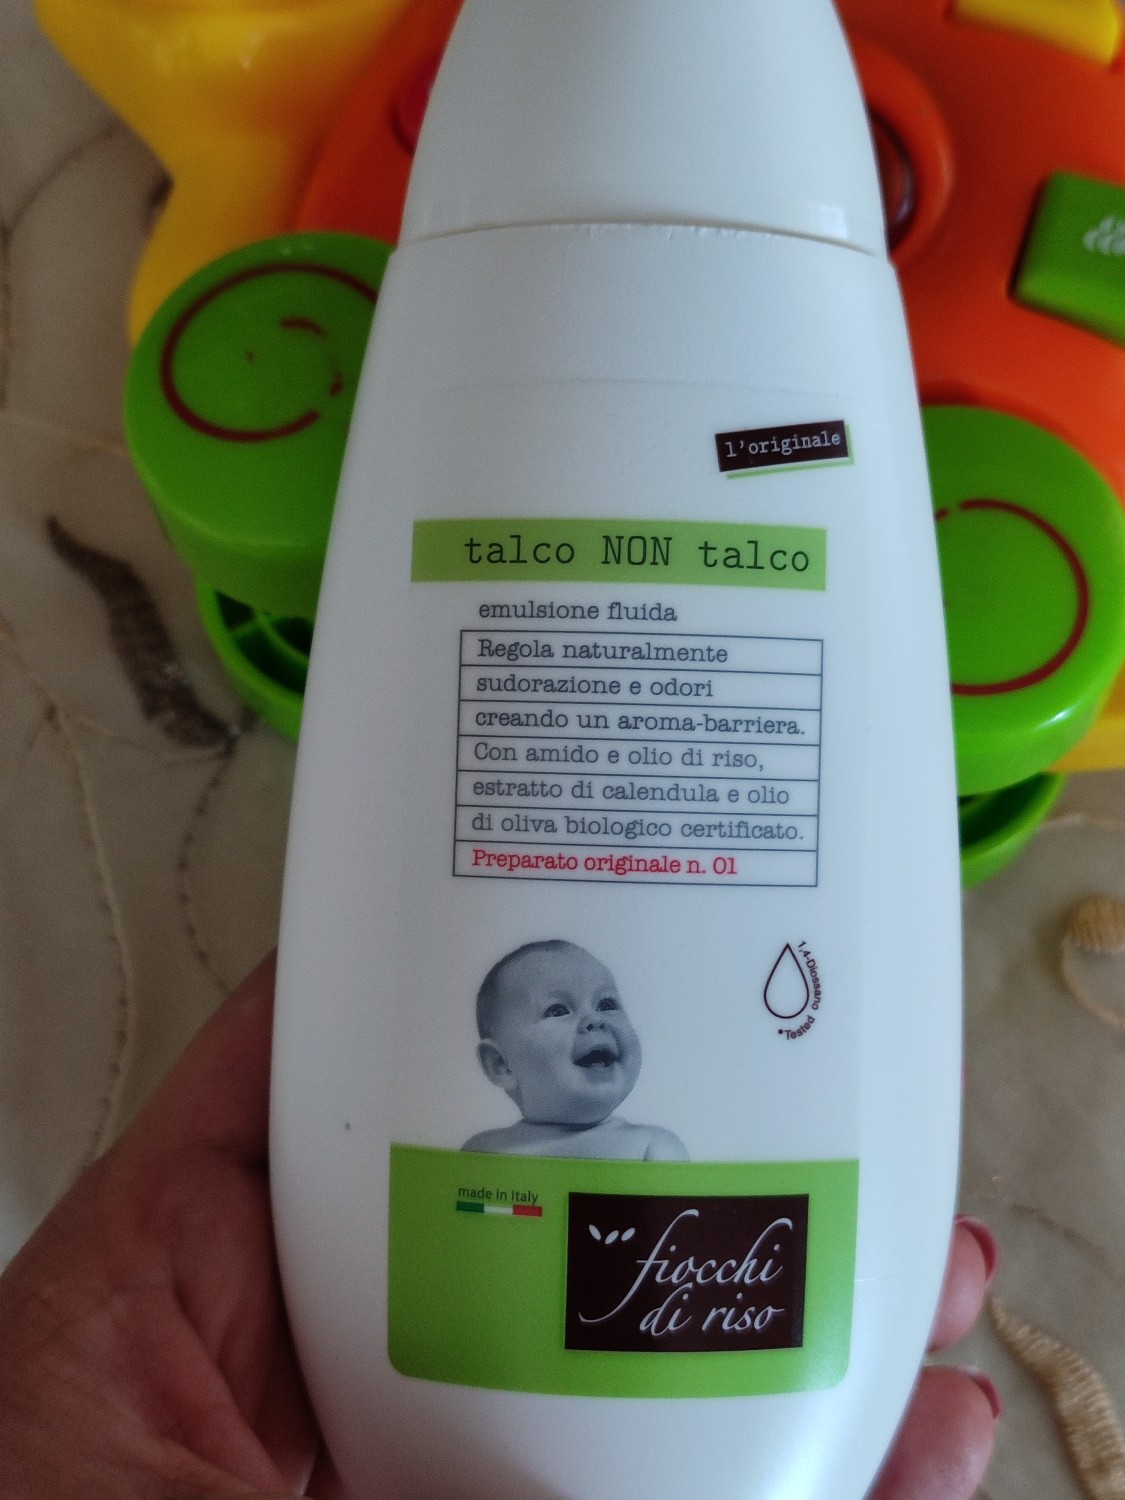 l'originale
talco NON talco
emulsione fluida
Regola naturalmente
sudorazione e odori
creando un aroma-barriera.
Con amido e olio di riso,
estratto di calendula e olio
di oliva biologico certificato.
Preparato originale n. 01
1,4-Diossano
*Tested
made in Italy
fiocchi
di riso